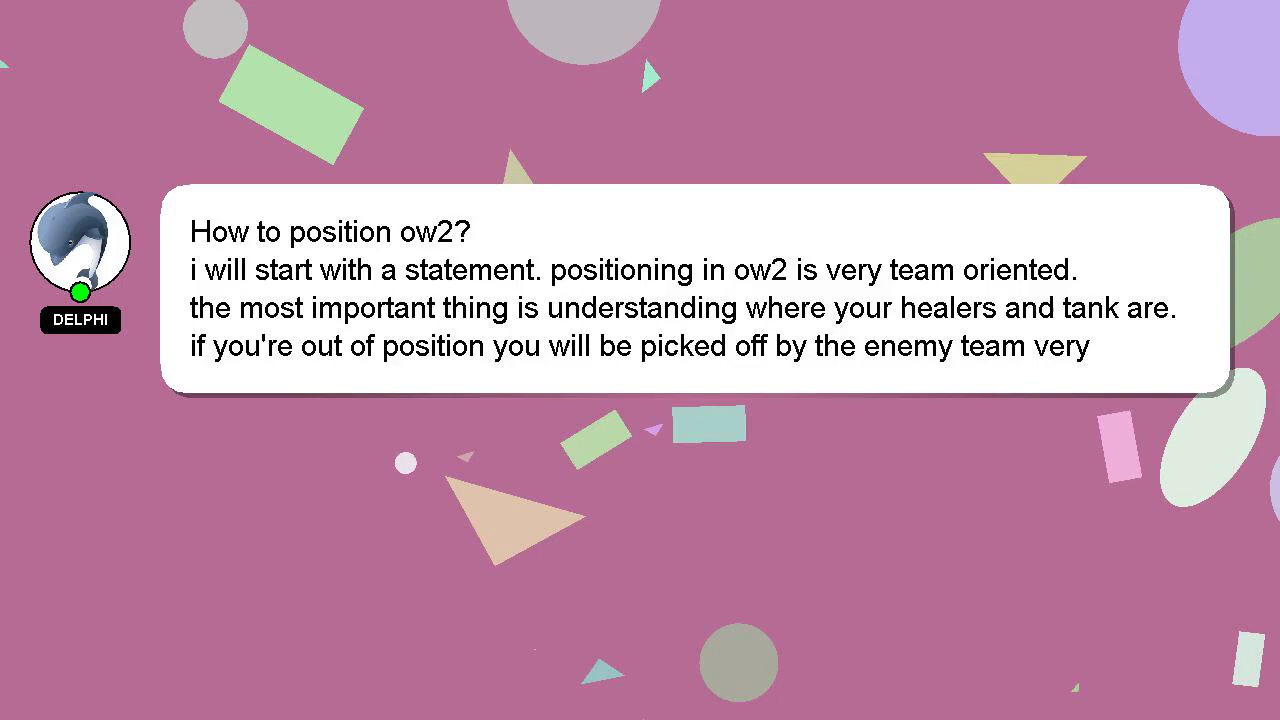 How to position ow2?
i will start with a statement. positioning in ow2 is very team oriented.
the most important thing is understanding where your healers and tank are.
if you're out of position you will be picked off by the enemy team very
DELPHI